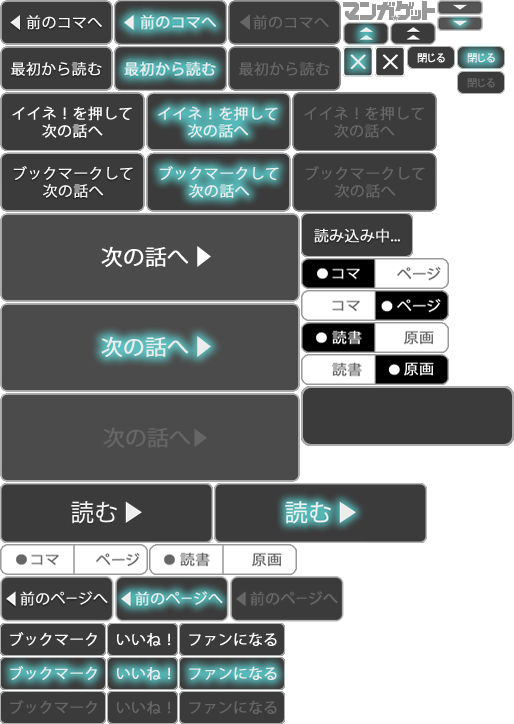 ◀前のコマへ ◀前のコマへ ◀前のコマへ マンガ★ゲット
最初から読む 最初から読む 最初から読む 閉じる 閉じる
閉じる
イイネ！を押して イイネ！を押して イイネ！を押して
次の話へ 次の話へ 次の話へ
ブックマークして ブックマークして ブックマークして
次の話へ 次の話へ 次の話へ
次の話へ ▶ 読み込み中...
●コマ ページ
コマ ●ページ
●読書 原画
読書 ●原画
次の話へ ▶
次の話へ▶
読む ▶ 読む ▶
●コマ ページ ●読書 原画
◀前のページへ ◀前のページへ ◀前のページへ
ブックマーク いいね！ ファンになる
ブックマーク いいね！ ファンになる
ブックマーク いいね！ ファンになる